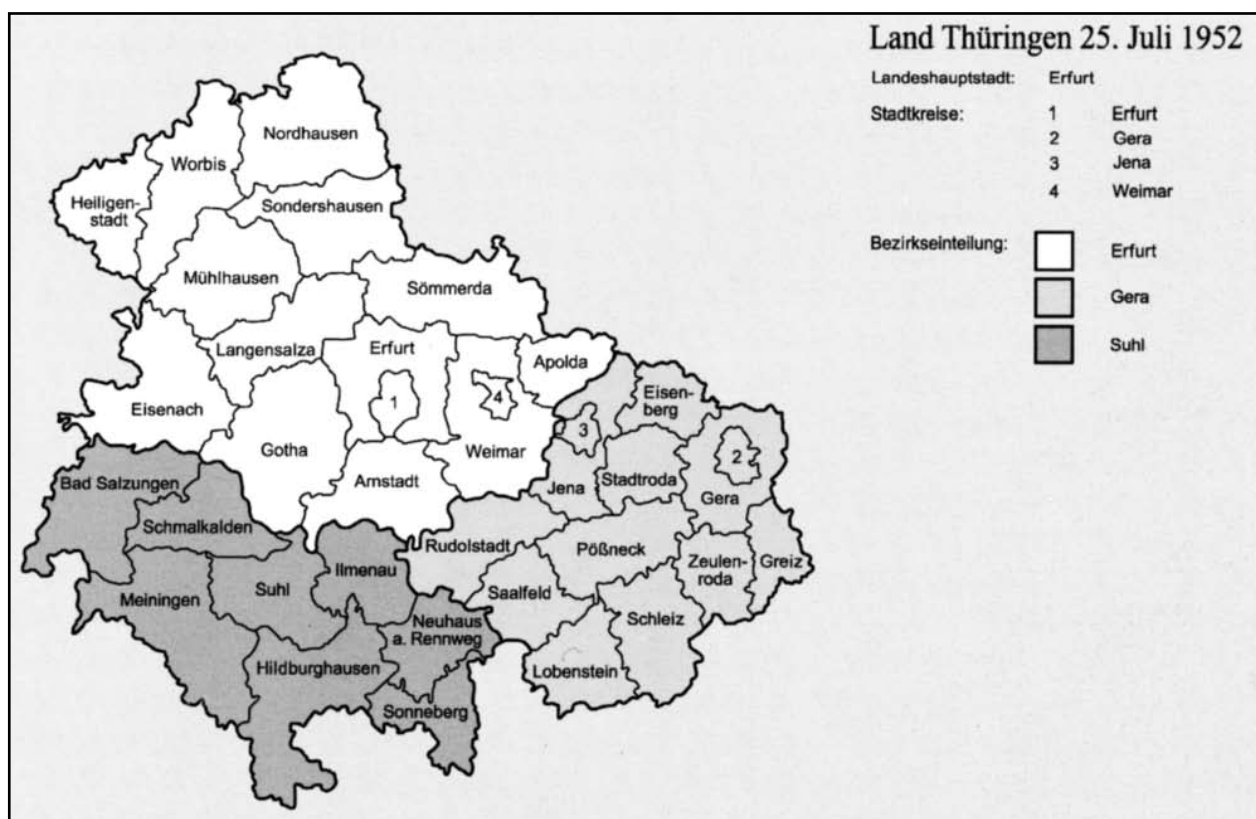 Land Thüringen 25. Juli 1952
Landeshauptstadt: Erfurt
Stadtkreise: 1 Erfurt
2 Gera
3 Jena
4 Weimar
Bezirkseinteilung: Erfurt
Gera
Suhl
Nordhausen
Worbis
Heiligen-
stadt
Sondershausen
Mühlhausen
Sömmerda
Langensalza
Erfurt
Apolda
Eisenach
1
4
Eisen-
berg
Gotha
Weimar
3
2
Bad Salzungen
Arnstadt
Jena
Stadtroda
Gera
Schmalkalden
Rudolstadt
Pößneck
Zeulen-
roda
Greiz
Meiningen
Suhl
Ilmenau
Saalfeld
Neuhaus
a. Rennweg
Schleiz
Hildburghausen
Lobenstein
Sonneberg